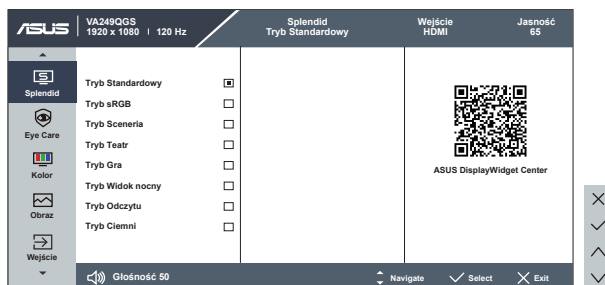 ASUS
VA249QGS
1920 x 1080 | 120 Hz
Splendid
Tryb Standardowy
Wejście
HDMI
Jasność
65
Splendid
Eye Care
Kolor
Obraz
Wejście
Tryb Standardowy
Tryb sRGB
Tryb Sceneria
Tryb Teatr
Tryb Gra
Tryb Widok nocny
Tryb Odczytu
Tryb Ciemni
ASUS DisplayWidget Center
Głośność 50
Navigate
Select
Exit